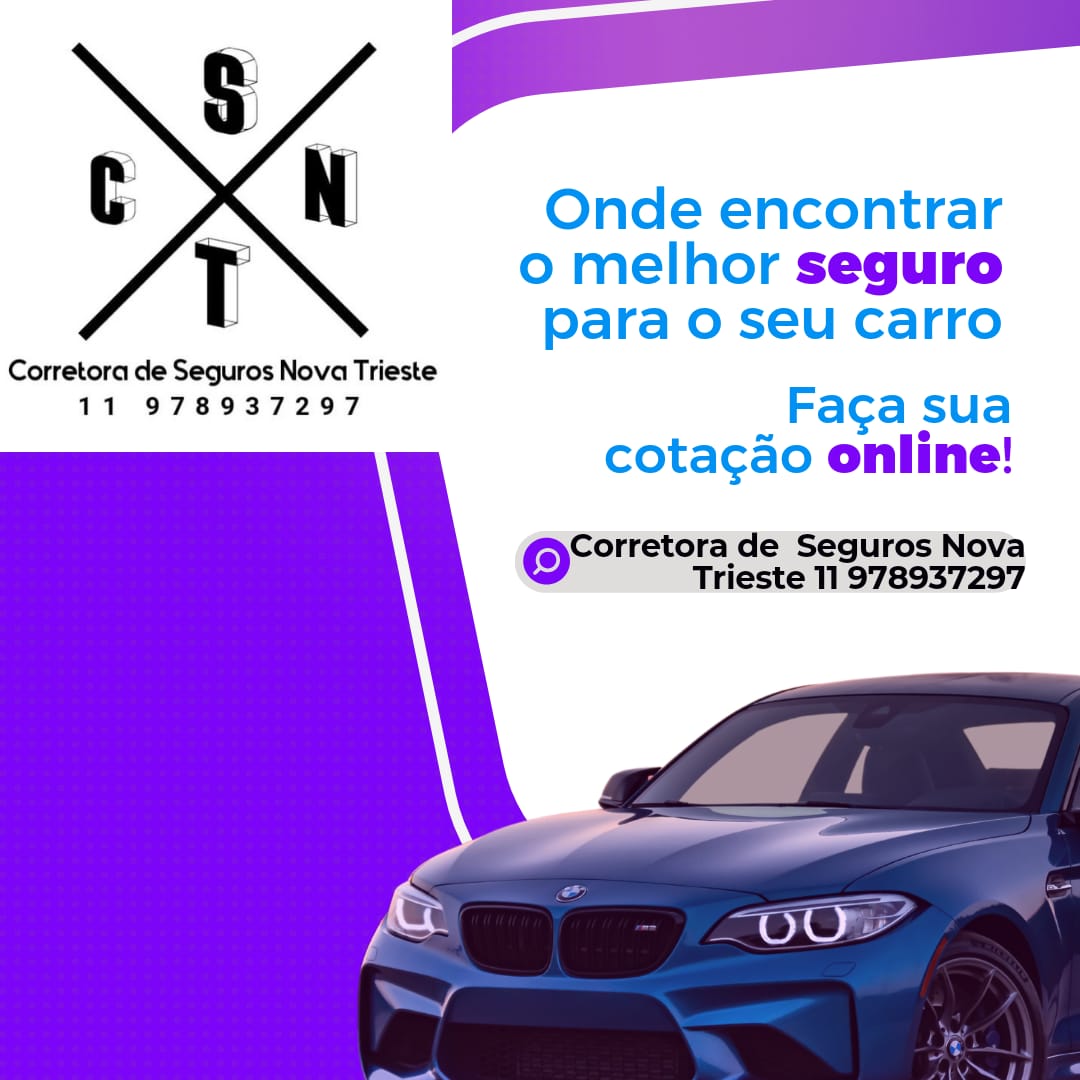 S
C N
T
Corretora de Seguros Nova Trieste
11 978937297
Onde encontrar
o melhor seguro
para o seu carro
Faça sua
cotação online!
Corretora de Seguros Nova
Trieste 11 978937297
M2